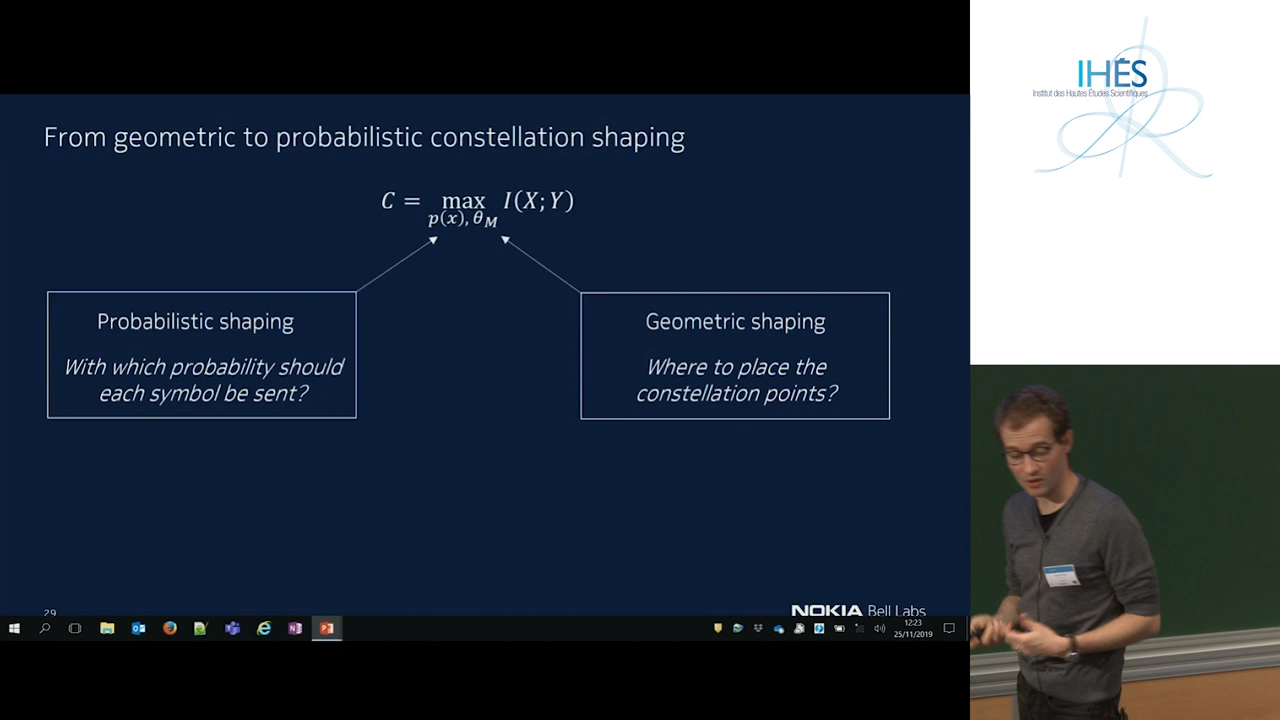 From geometric to probabilistic constellation shaping
C = max I(X; Y)
p(x), θM
Probabilistic shaping
With which probability should
each symbol be sent?
Geometric shaping
Where to place the
constellation points?
29
NOKIA Bell Labs
12:23
25/11/2019
IHÉS
Institut des Hautes Études Scientifiques